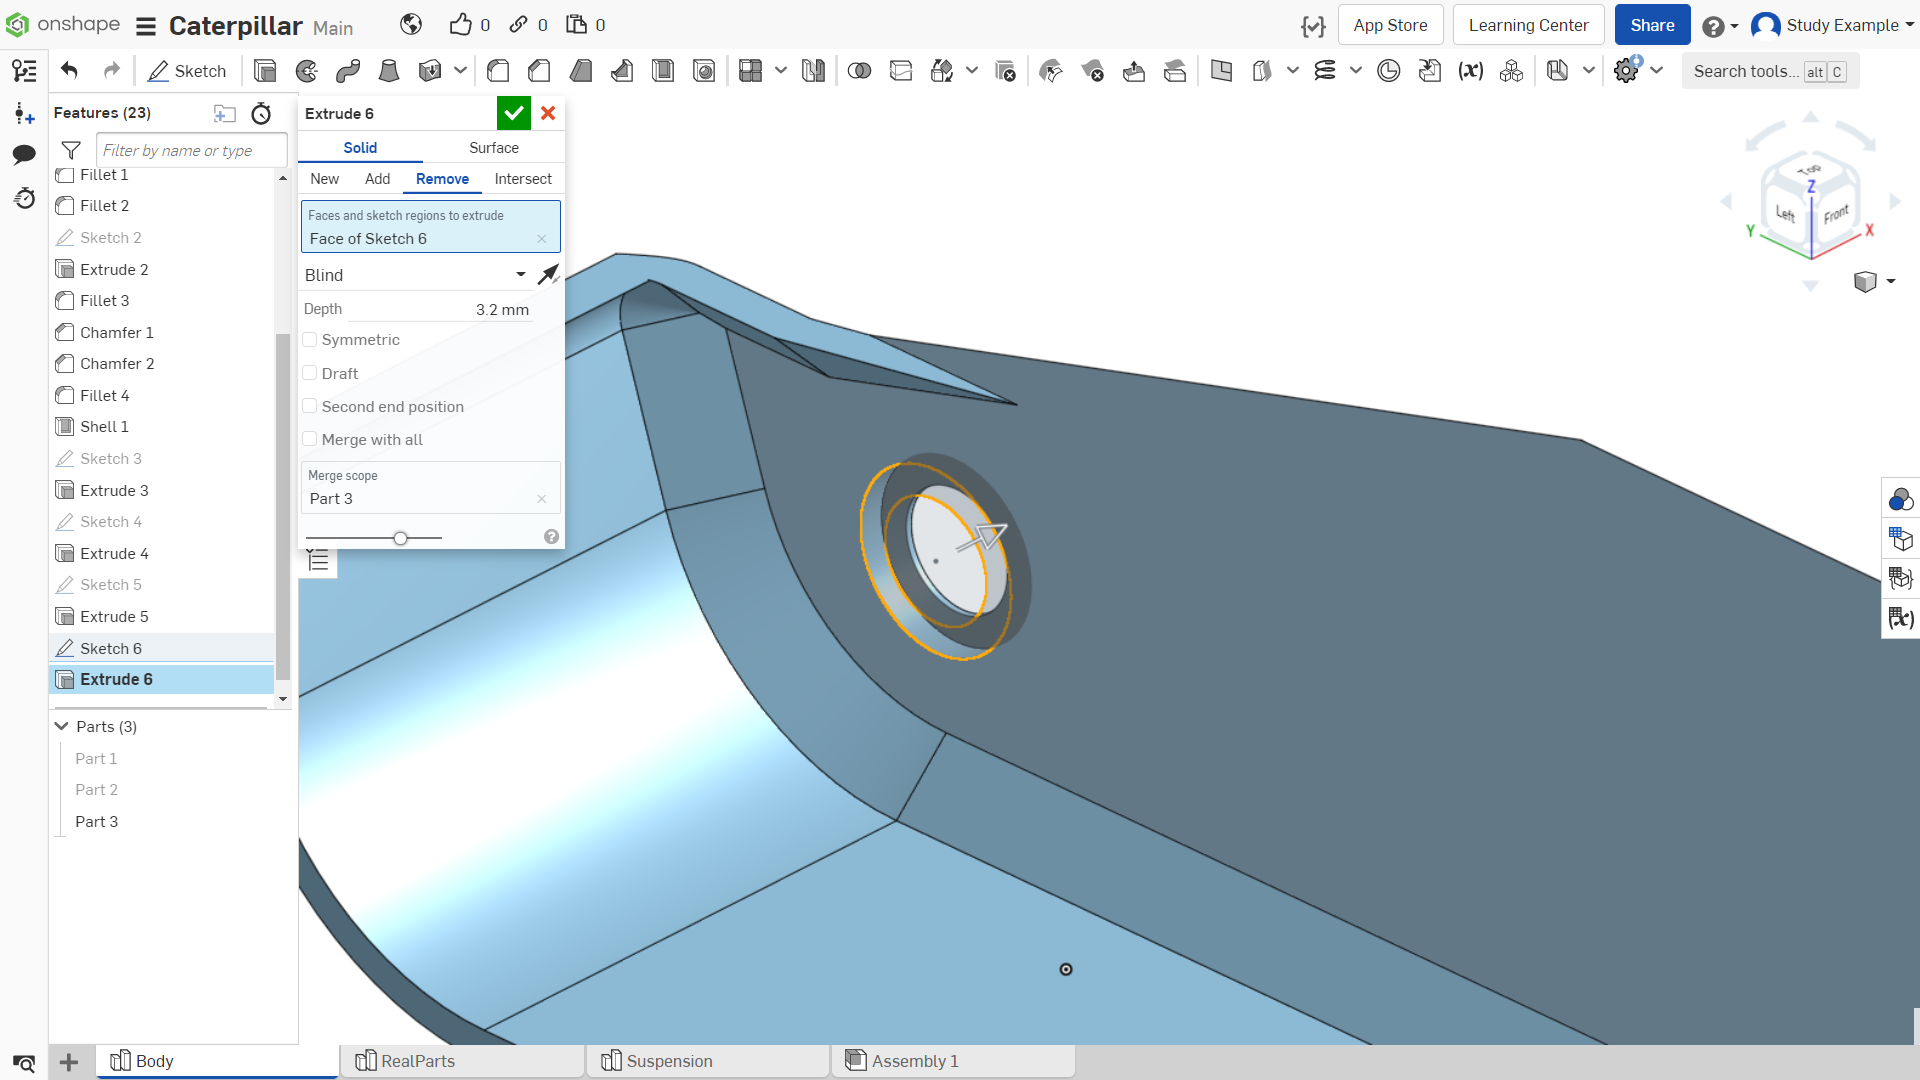 onshape Caterpillar Main 0 0 0 App Store Learning Center Share Study Example
Sketch Search tools... alt C
Features (23)
Filter by name or type
Fillet 1
Fillet 2
Sketch 2
Extrude 2
Fillet 3
Chamfer 1
Chamfer 2
Fillet 4
Shell 1
Sketch 3
Extrude 3
Sketch 4
Extrude 4
Sketch 5
Extrude 5
Sketch 6
Extrude 6
Parts (3)
Part 1
Part 2
Part 3
Extrude 6
Solid Surface
New Add Remove Intersect
Faces and sketch regions to extrude
Face of Sketch 6
Blind
Depth 3.2 mm
Symmetric
Draft
Second end position
Merge with all
Merge scope
Part 3
Top
Z
Left Front
Y X
Body RealParts Suspension Assembly 1